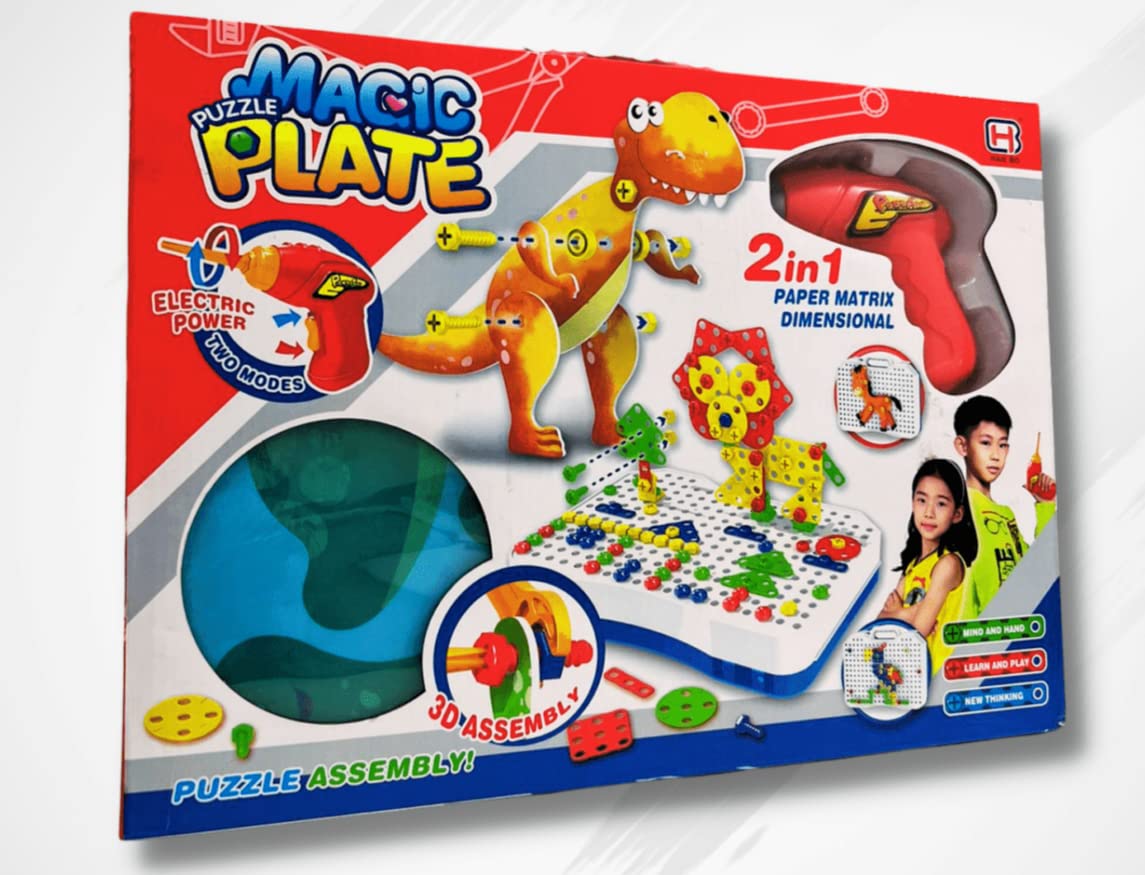 MAGIC
PUZZLE
PLATE
HB
ELECTRIC
POWER
TWO MODES
2in1
PAPER MATRIX
DIMENSIONAL
MIND AND HAND
LEARN AND PLAY
NEW THINKING
3D ASSEMBLY
PUZZLE ASSEMBLY!